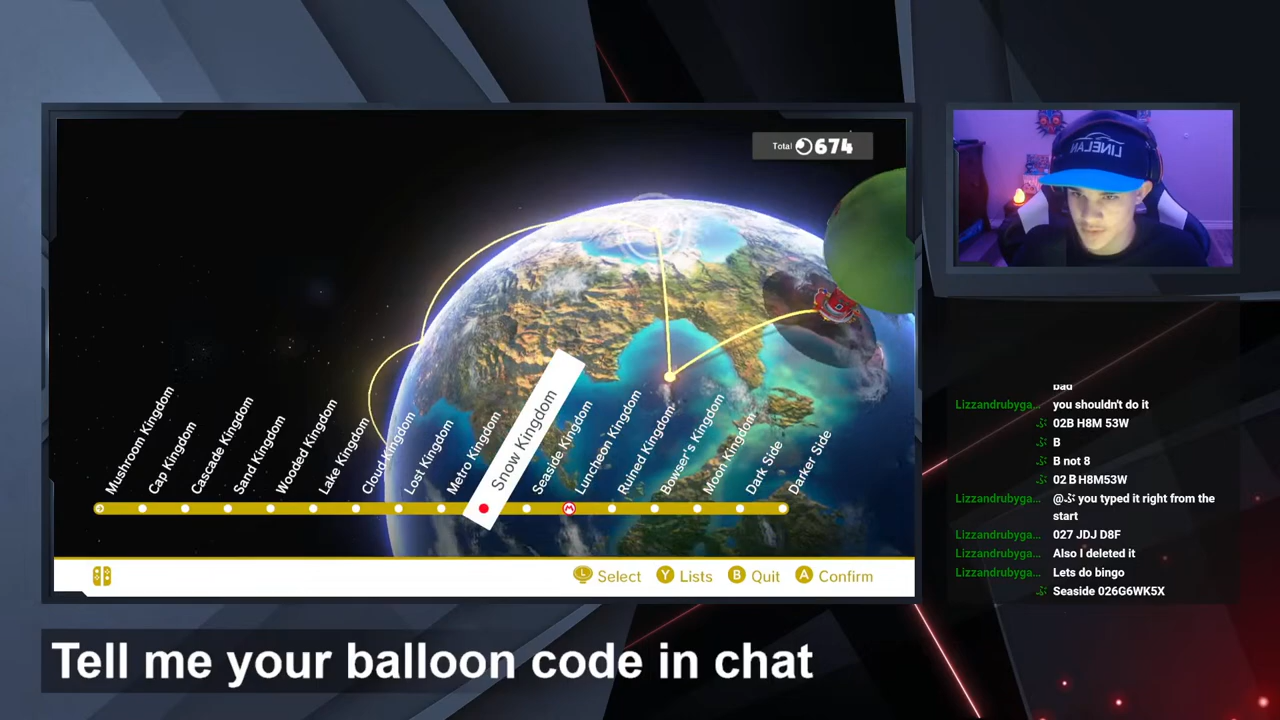 Total 674
Mushroom Kingdom
Cap Kingdom
Cascade Kingdom
Sand Kingdom
Wooded Kingdom
Lake Kingdom
Cloud Kingdom
Lost Kingdom
Metro Kingdom
Snow Kingdom
Seaside Kingdom
Luncheon Kingdom
Ruined Kingdom
Bowser's Kingdom
Moon Kingdom
Dark Side
Darker Side
L Select Y Lists B Quit A Confirm
LINELAN
bad
Lizzandrubyga... you shouldn't do it
02B H8M 53W
B
B not 8
02 B H8M53W
Lizzandrubyga... @ you typed it right from the
start
Lizzandrubyga... 027 JDJ D8F
Lizzandrubyga... Also I deleted it
Lizzandrubyga... Lets do bingo
Seaside 026G6WK5X
Tell me your balloon code in chat